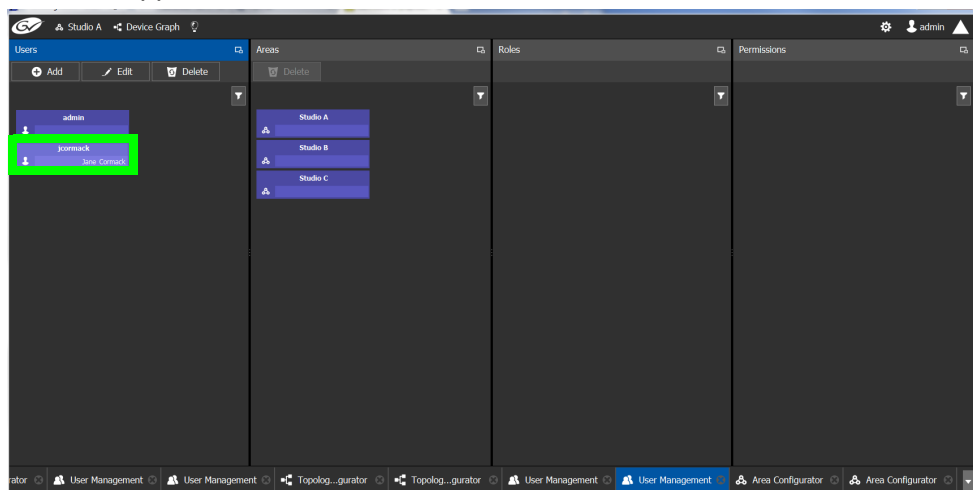 GV Studio A Device Graph admin
Users Areas Roles Permissions
Add Edit Delete Delete
admin Studio A
jcormack Studio B
Jane Cormack
Studio C
rator User Management User Management Topolog...gurator Topolog...gurator User Management User Management Area Configurator Area Configurator